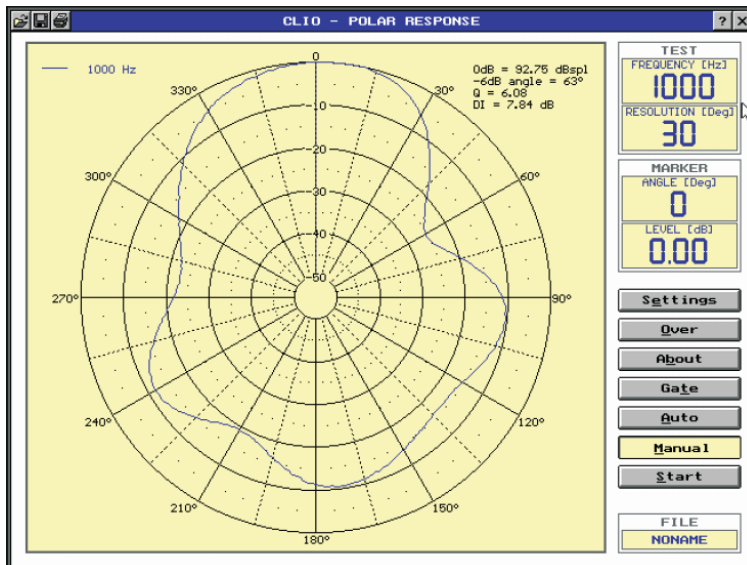 CLIO - POLAR RESPONSE
? X
1000 Hz
0dB = 92.75 dBspl
-6dB angle = 63°
Q = 6.08
DI = 7.84 dB
0
30°
60°
90°
120°
150°
180°
210°
240°
270°
300°
330°
-10
-20
-30
-40
-50
TEST
FREQUENCY [Hz]
1000
RESOLUTION [Deg]
30
MARKER
ANGLE [Deg]
0
LEVEL [dB]
0.00
Settings
Over
About
Gate
Auto
Manual
Start
FILE
NONAME